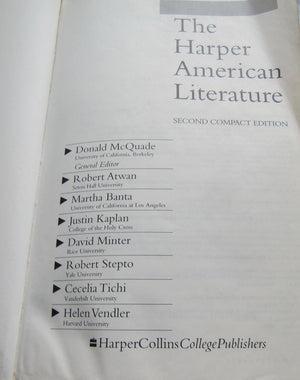 The
Harper
American
Literature
SECOND COMPACT EDITION
Donald McQuade
University of California, Berkeley
General Editor
Robert Atwan
Seton Hall University
Martha Banta
University of California at Los Angeles
Justin Kaplan
College of the Holy Cross
David Minter
Rice University
Robert Stepto
Yale University
Cecelia Tichi
Vanderbilt University
Helen Vendler
Harvard University
HarperCollinsCollegePublishers